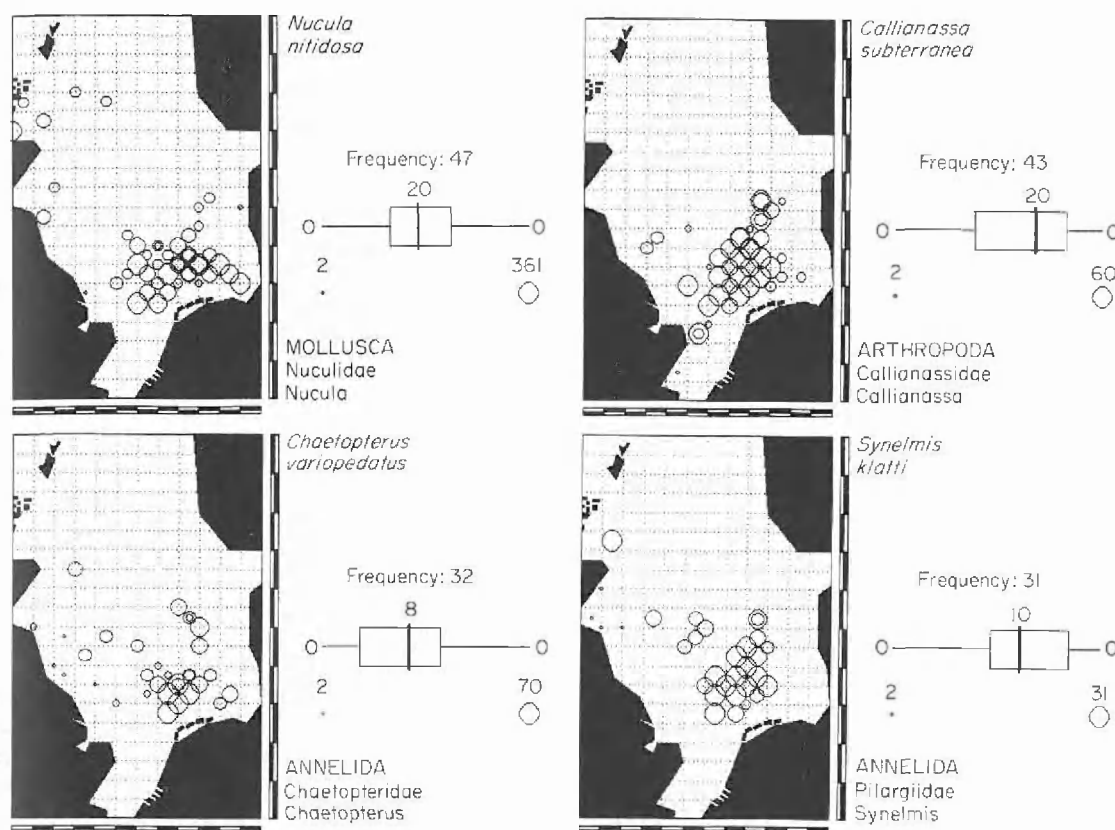 Nucula
nitidosa
Frequency: 47
20
0 0
2 361
MOLLUSCA
Nuculidae
Nucula
Callianassa
subterranea
Frequency: 43
20
0 0
2 60
ARTHROPODA
Callianassidae
Callianassa
Chaetopterus
variopedatus
Frequency: 32
8
0 0
2 70
ANNELIDA
Chaetopteridae
Chaetopterus
Synelmis
klatti
Frequency: 31
10
0 0
2 31
ANNELIDA
Pilargiidae
Synelmis